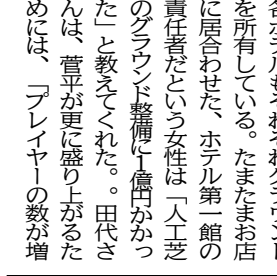 各ホテルもそれぞれグラウンド
を所有している。たまたまお店
に居合わせた、ホテル第一館の
責任者だという女性は「人工芝
のグラウンド整備に1億円かかっ
た」と教えてくれた。。田代さ
んは、菅平が更に盛り上がるた
めには、「プレイヤーの数が増